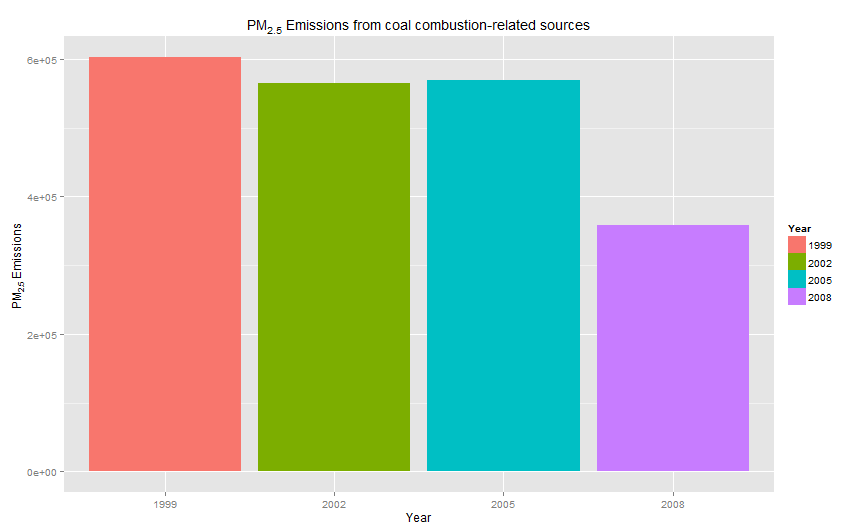 PM2.5 Emissions from coal combustion-related sources
6e+05
4e+05
2e+05
0e+00
PM25 Emissions
1999
2002
2005
2008
Year
Year
1999
2002
2005
2008